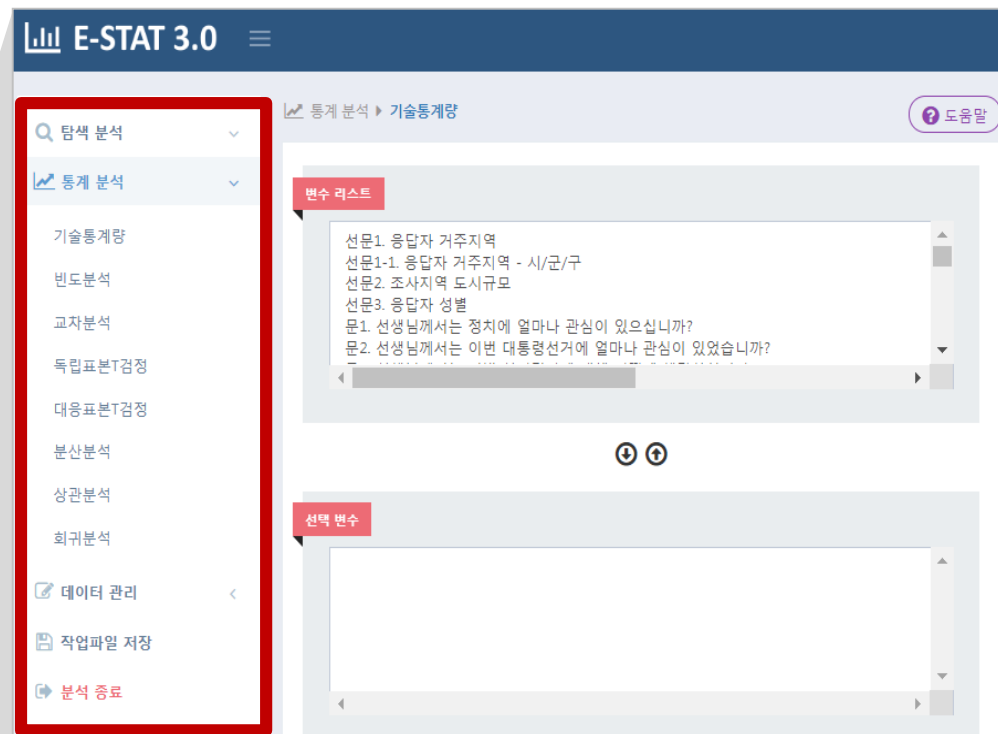 E-STAT 3.0
탐색 분석
통계 분석
기술통계량
빈도분석
교차분석
독립표본T검정
대응표본T검정
분산분석
상관분석
회귀분석
데이터 관리
작업파일 저장
분석 종료
통계 분석 기술통계량
도움말
변수 리스트
선문1. 응답자 거주지역
선문1-1. 응답자 거주지역 - 시/군/구
선문2. 조사지역 도시규모
선문3. 응답자 성별
문1. 선생님께서는 정치에 얼마나 관심이 있으십니까?
문2. 선생님께서는 이번 대통령선거에 얼마나 관심이 있었습니까?
선택 변수